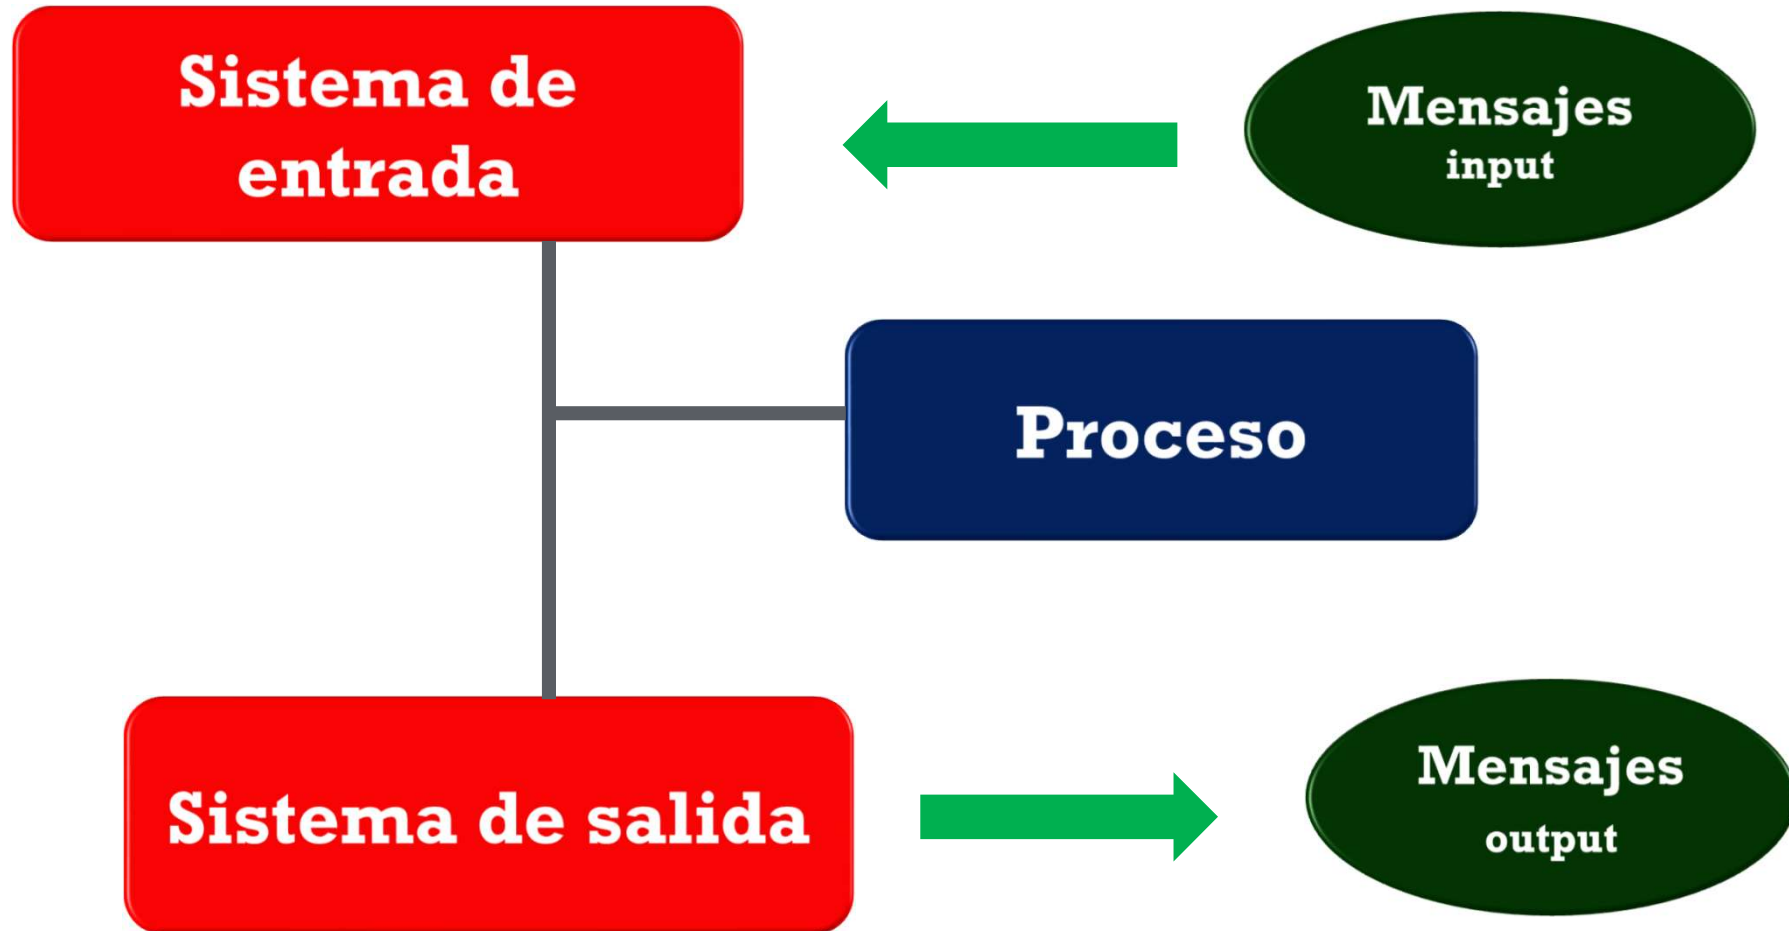 Sistema de
entrada
Mensajes
input
Proceso
Sistema de salida
Mensajes
output